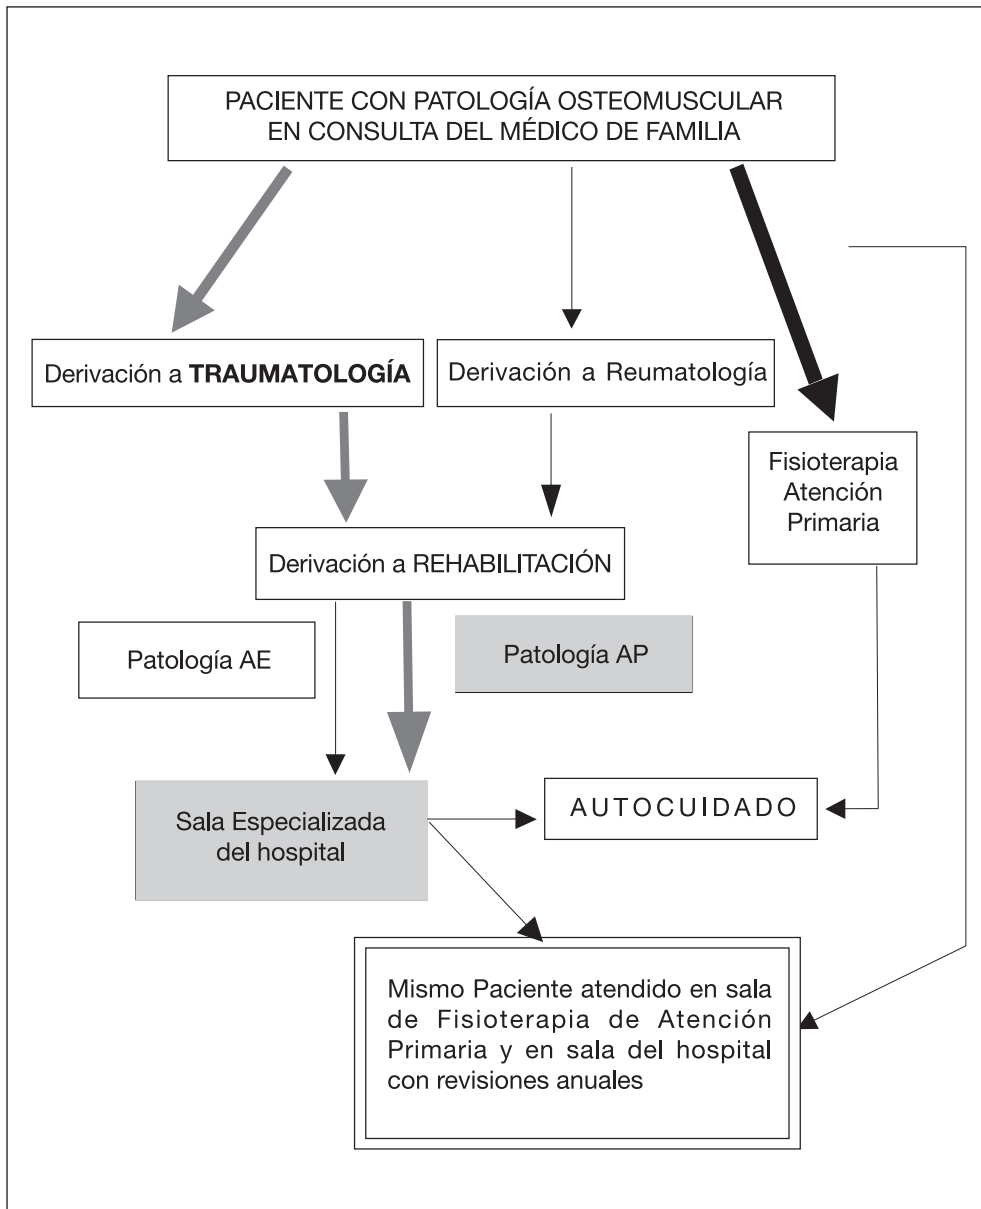 PACIENTE CON PATOLOGÍA OSTEOMUSCULAR
EN CONSULTA DEL MÉDICO DE FAMILIA
Derivación a TRAUMATOLOGÍA
Derivación a Reumatología
Fisioterapia
Atención
Primaria
Derivación a REHABILITACIÓN
Patología AE
Patología AP
Sala Especializada
del hospital
AUTOCUIDADO
Mismo Paciente atendido en sala
de Fisioterapia de Atención
Primaria y en sala del hospital
con revisiones anuales